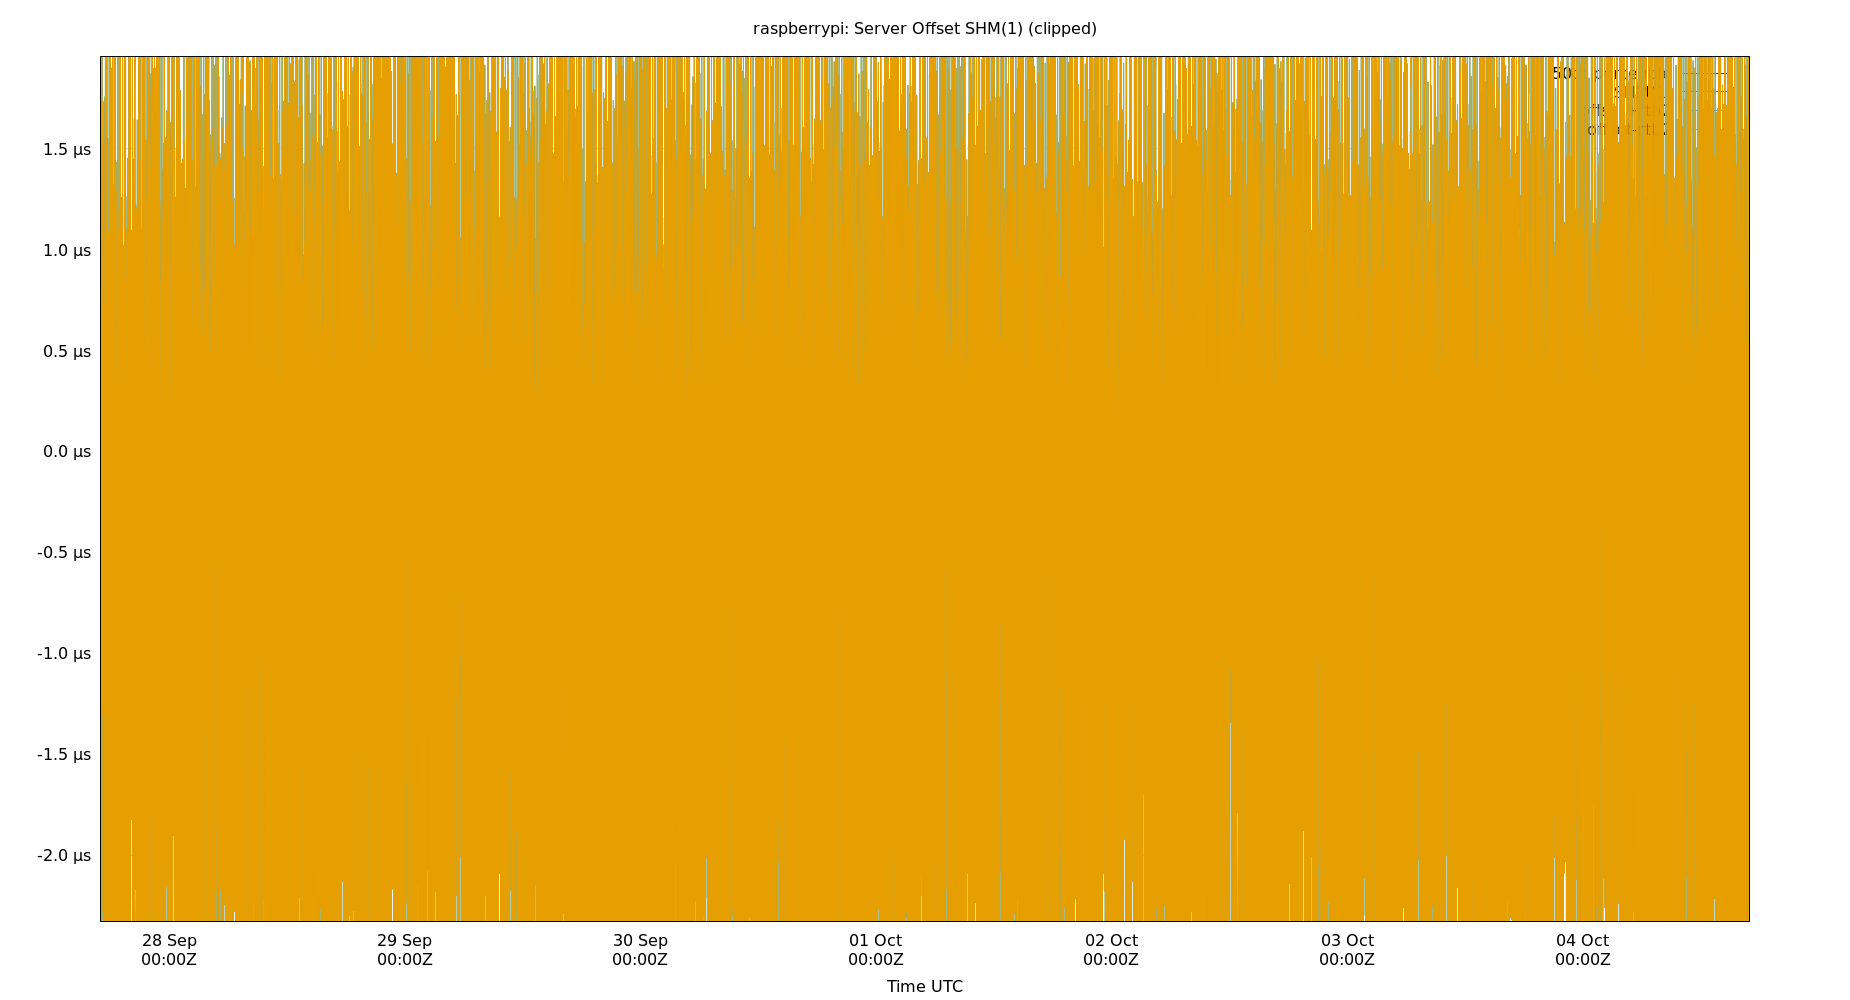 raspberrypi: Server Offset SHM(1) (clipped)
1.5 µs
1.0 µs
0.5 µs
0.0 µs
-0.5 µs
-1.0 µs
-1.5 µs
-2.0 µs
28 Sep
00:00Z
29 Sep
00:00Z
30 Sep
00:00Z
01 Oct
00:00Z
02 Oct
00:00Z
03 Oct
00:00Z
04 Oct
00:00Z
Time UTC